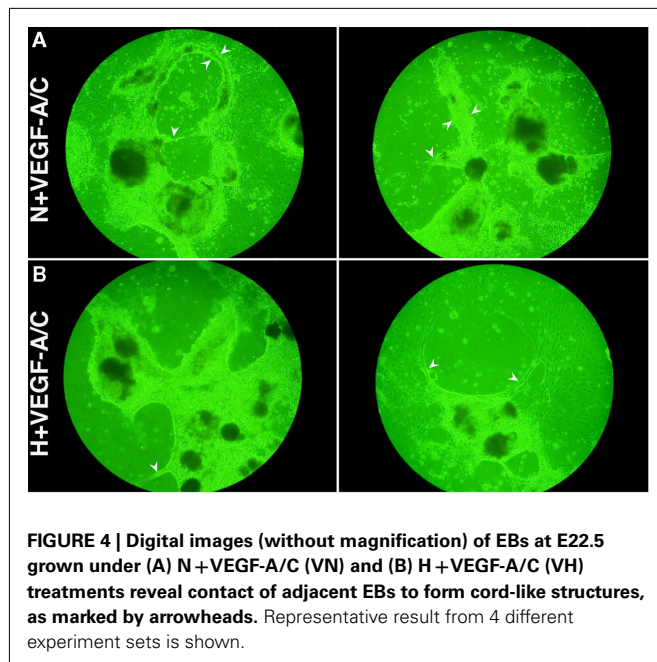 A
N+VEGF-A/C
B
H+VEGF-A/C
FIGURE 4 | Digital images (without magnification) of EBs at E22.5
grown under (A) N+VEGF-A/C (VN) and (B) H+VEGF-A/C (VH)
treatments reveal contact of adjacent EBs to form cord-like structures,
as marked by arrowheads. Representative result from 4 different
experiment sets is shown.